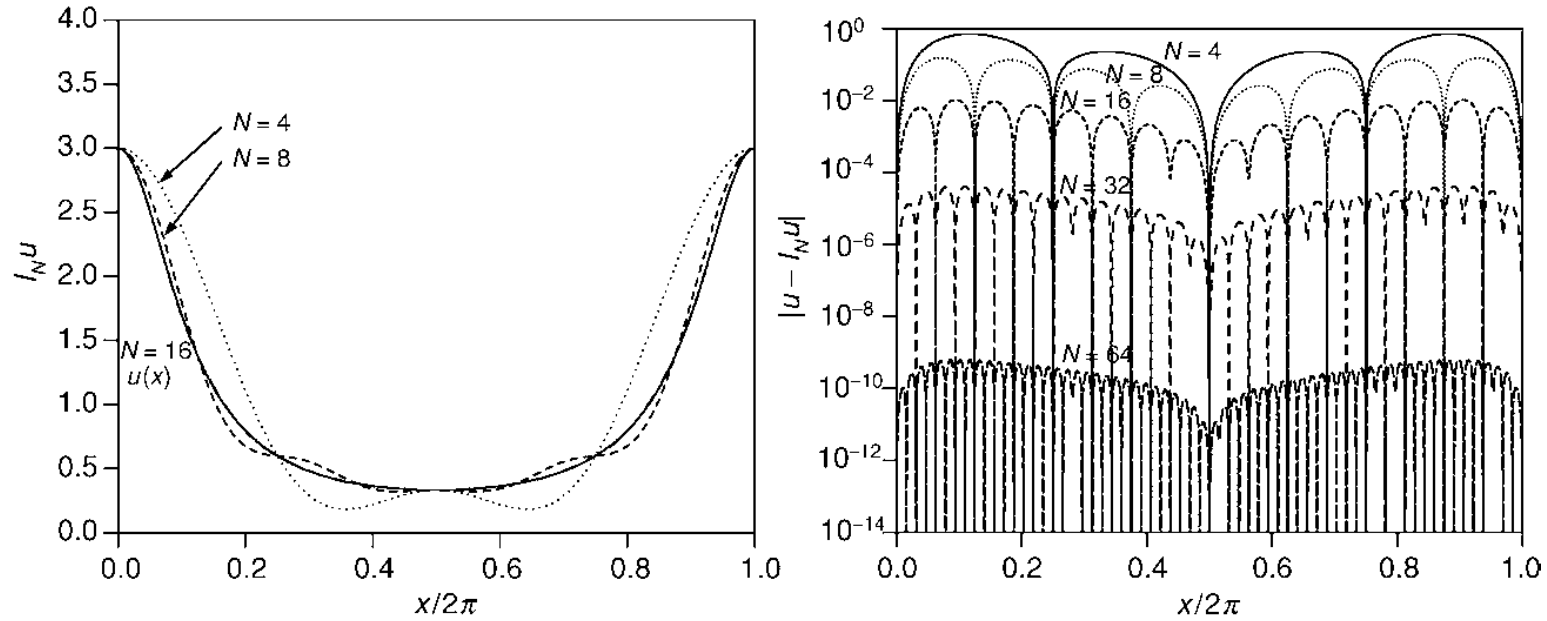 I_N u
4.0
3.5
3.0
2.5
2.0
1.5
1.0
0.5
0.0
N = 4
N = 8
N = 16
u(x)
0.0 0.2 0.4 0.6 0.8 1.0
x/2π
|u − I_N u|
10^0
10^−2
10^−4
10^−6
10^−8
10^−10
10^−12
10^−14
N = 4
N = 8
N = 16
N = 32
N = 64
0.0 0.2 0.4 0.6 0.8 1.0
x/2π